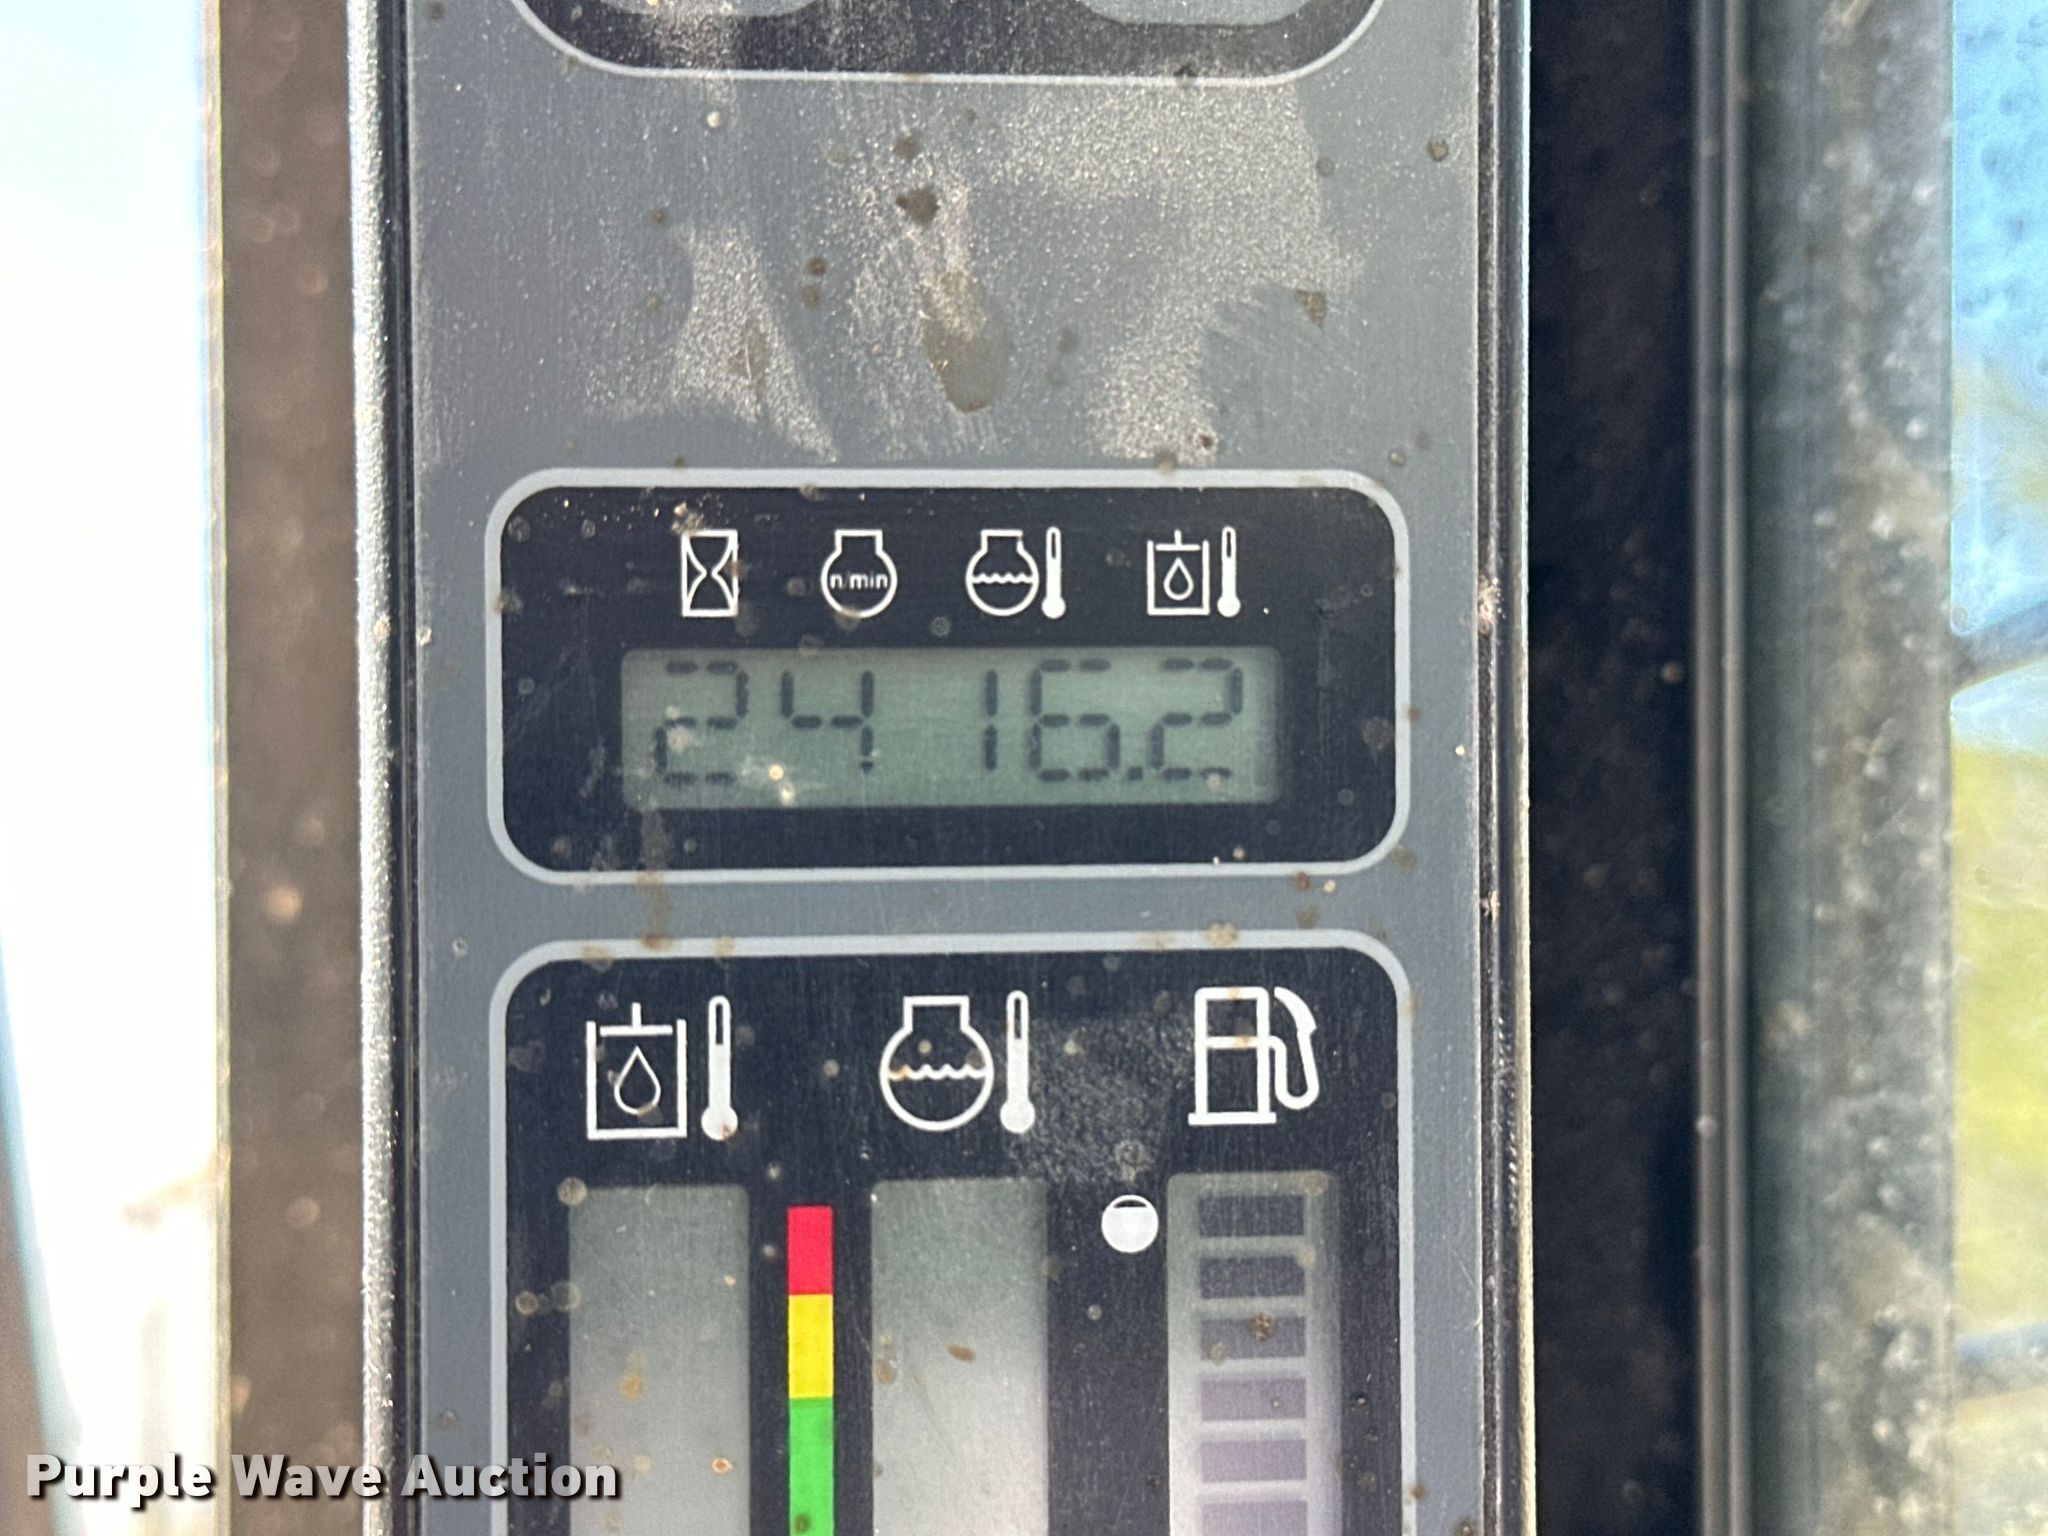 n/min
2416.2
Purple Wave Auction